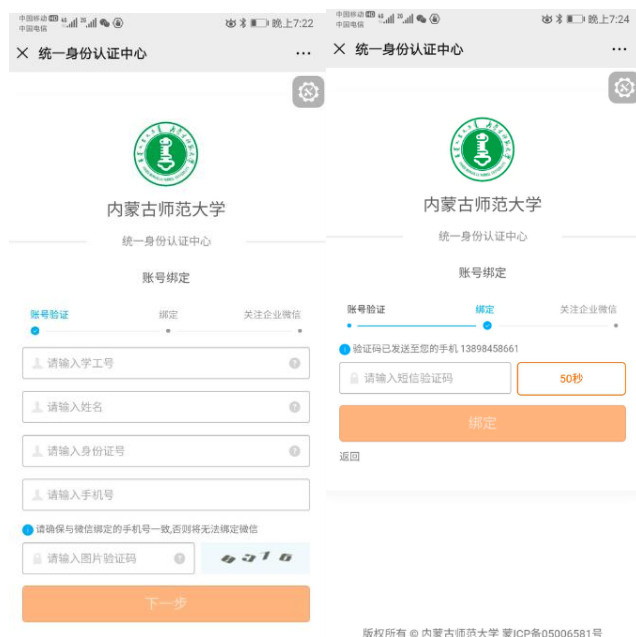 中国移动 HD
中国电信
晚上7:22
统一身份认证中心
内蒙古师范大学
统一身份认证中心
账号绑定
账号验证
绑定
关注企业微信
请输入学工号
请输入姓名
请输入身份证号
请输入手机号
请确保与微信绑定的手机号一致,否则将无法绑定微信
请输入图片验证码
下一步
中国移动 HD
中国电信
晚上7:24
统一身份认证中心
内蒙古师范大学
统一身份认证中心
账号绑定
账号验证
绑定
关注企业微信
验证码已发送至您的手机 13898458661
请输入短信验证码
50秒
绑定
返回
版权所有 © 内蒙古师范大学 蒙ICP备05006581号